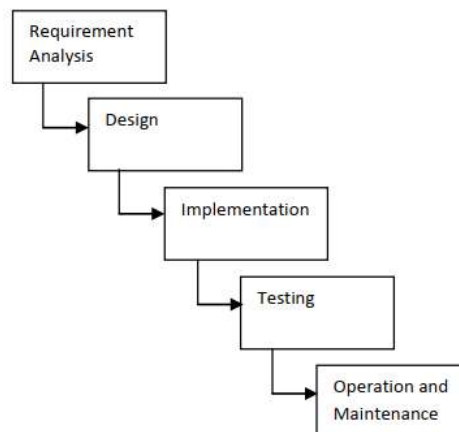 Requirement
Analysis
Design
Implementation
Testing
Operation and
Maintenance